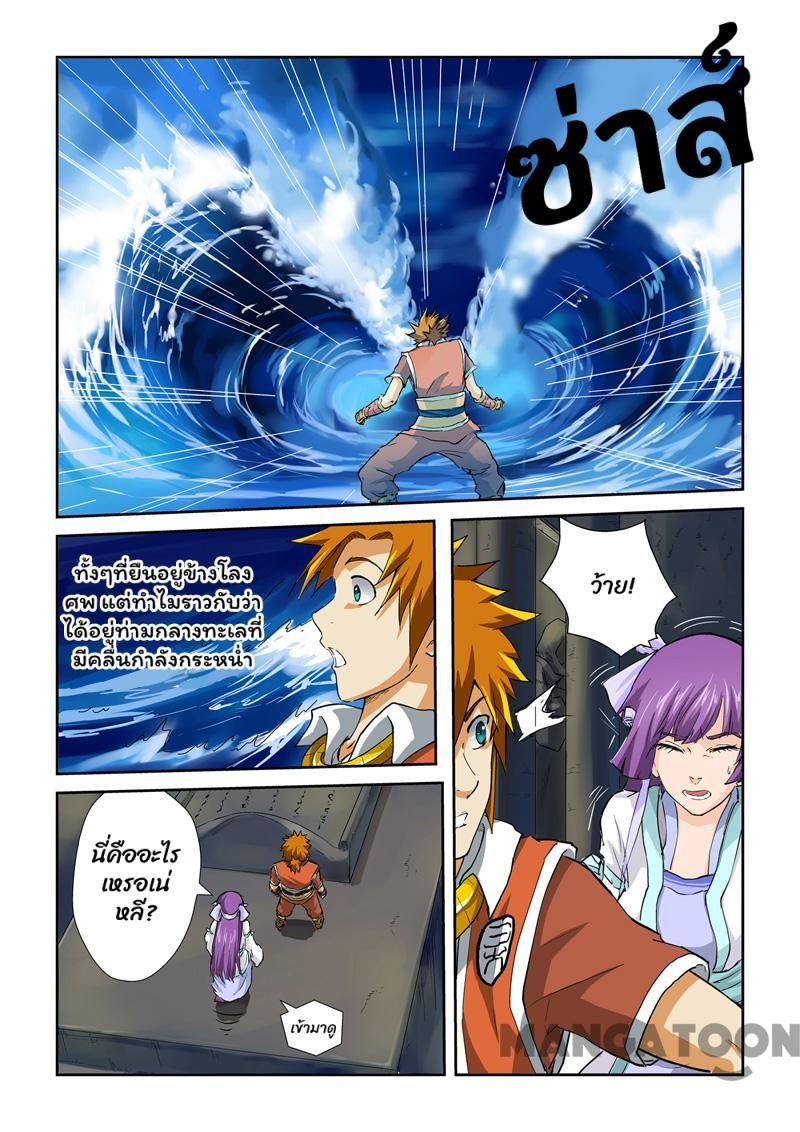 ซ่าส์
ทั้งๆที่ยืนอยู่ข้างโลง
ศพ แต่ทำไมราวกับว่า
ได้อยู่ท่ามกลางทะเลที่
มีคลื่นกำลังกระหน่ำ
ว้าย!
นี่คืออะไร
เหรอเน่
หลี?
เข้ามาดู
MANGATOON